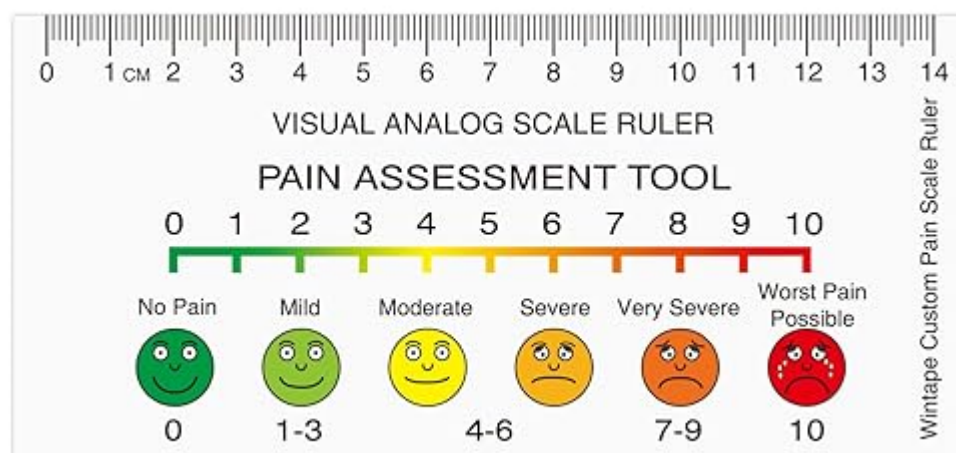 0 1 CM 2 3 4 5 6 7 8 9 10 11 12 13 14
VISUAL ANALOG SCALE RULER
PAIN ASSESSMENT TOOL
0 1 2 3 4 5 6 7 8 9 10
No Pain Mild Moderate Severe Very Severe Worst Pain
Possible
0 1-3 4-6 7-9 10
Wintape Custom Pain Scale Ruler